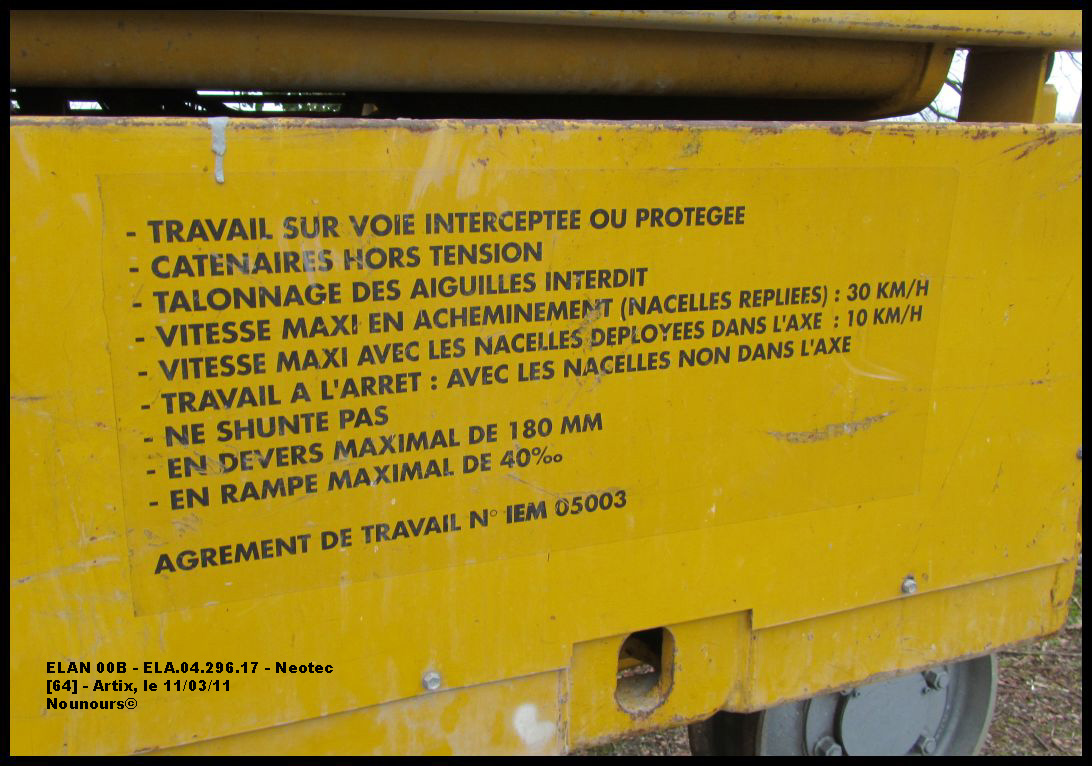 - TRAVAIL SUR VOIE INTERCEPTEE OU PROTEGEE
- CATENAIRES HORS TENSION
- TALONNAGE DES AIGUILLES INTERDIT
- VITESSE MAXI EN ACHEMINEMENT (NACELLES REPLIEES) : 30 KM/H
- VITESSE MAXI AVEC LES NACELLES DEPLOYEES DANS L'AXE : 10 KM/H
- TRAVAIL A L'ARRET : AVEC LES NACELLES NON DANS L'AXE
- NE SHUNTE PAS
- EN DEVERS MAXIMAL DE 180 MM
- EN RAMPE MAXIMAL DE 40‰
AGREMENT DE TRAVAIL N° IEM 05003
ELAN 00B - ELA.04.296.17 - Neotec
[64] - Artix, le 11/03/11
Nounours©